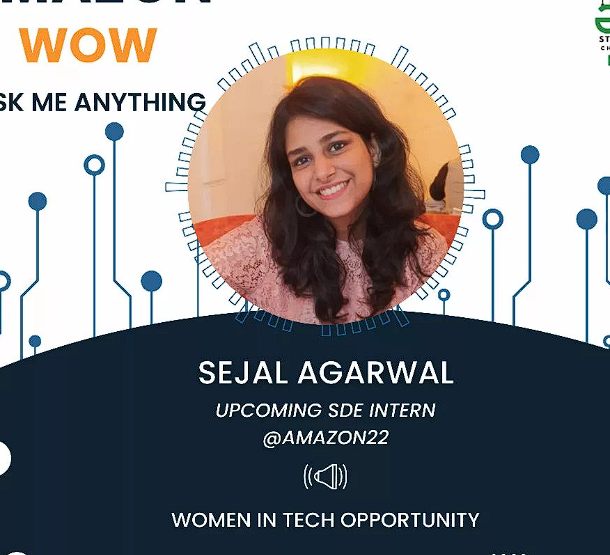 WOW
SK ME ANYTHING
SEJAL AGARWAL
UPCOMING SDE INTERN
@AMAZON22
WOMEN IN TECH OPPORTUNITY